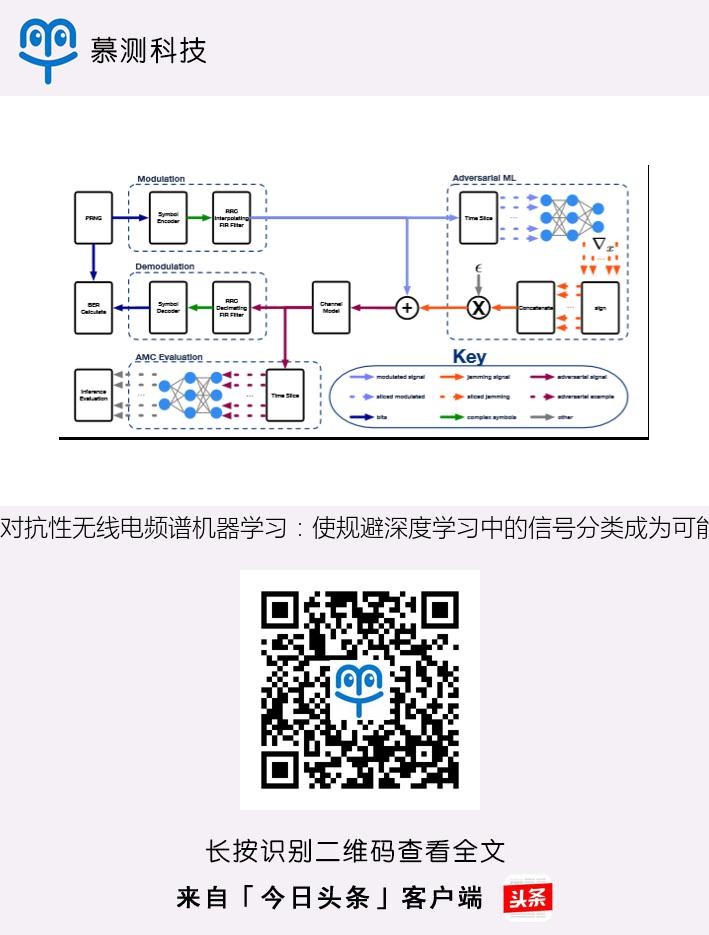 慕测科技
Modulation
Adversarial ML
PRNG
Symbol
Encoder
RRC
Interpolating
FIR Filter
Time Slice
...
∇x
...
Demodulation
ϵ
BER
Calculate
Symbol
Decoder
RRC
Decimating
FIR Filter
Channel
Model
+
X
Concatenate
sign
...
AMC Evaluation
Key
Inference
Evaluation
...
...
Time Slice
modulated signal
jamming signal
adversarial signal
sliced modulated
sliced jamming
adversarial example
bits
complex symbols
other
对抗性无线电频谱机器学习：使规避深度学习中的信号分类成为可能
长按识别二维码查看全文
来自「今日头条」客户端
头条